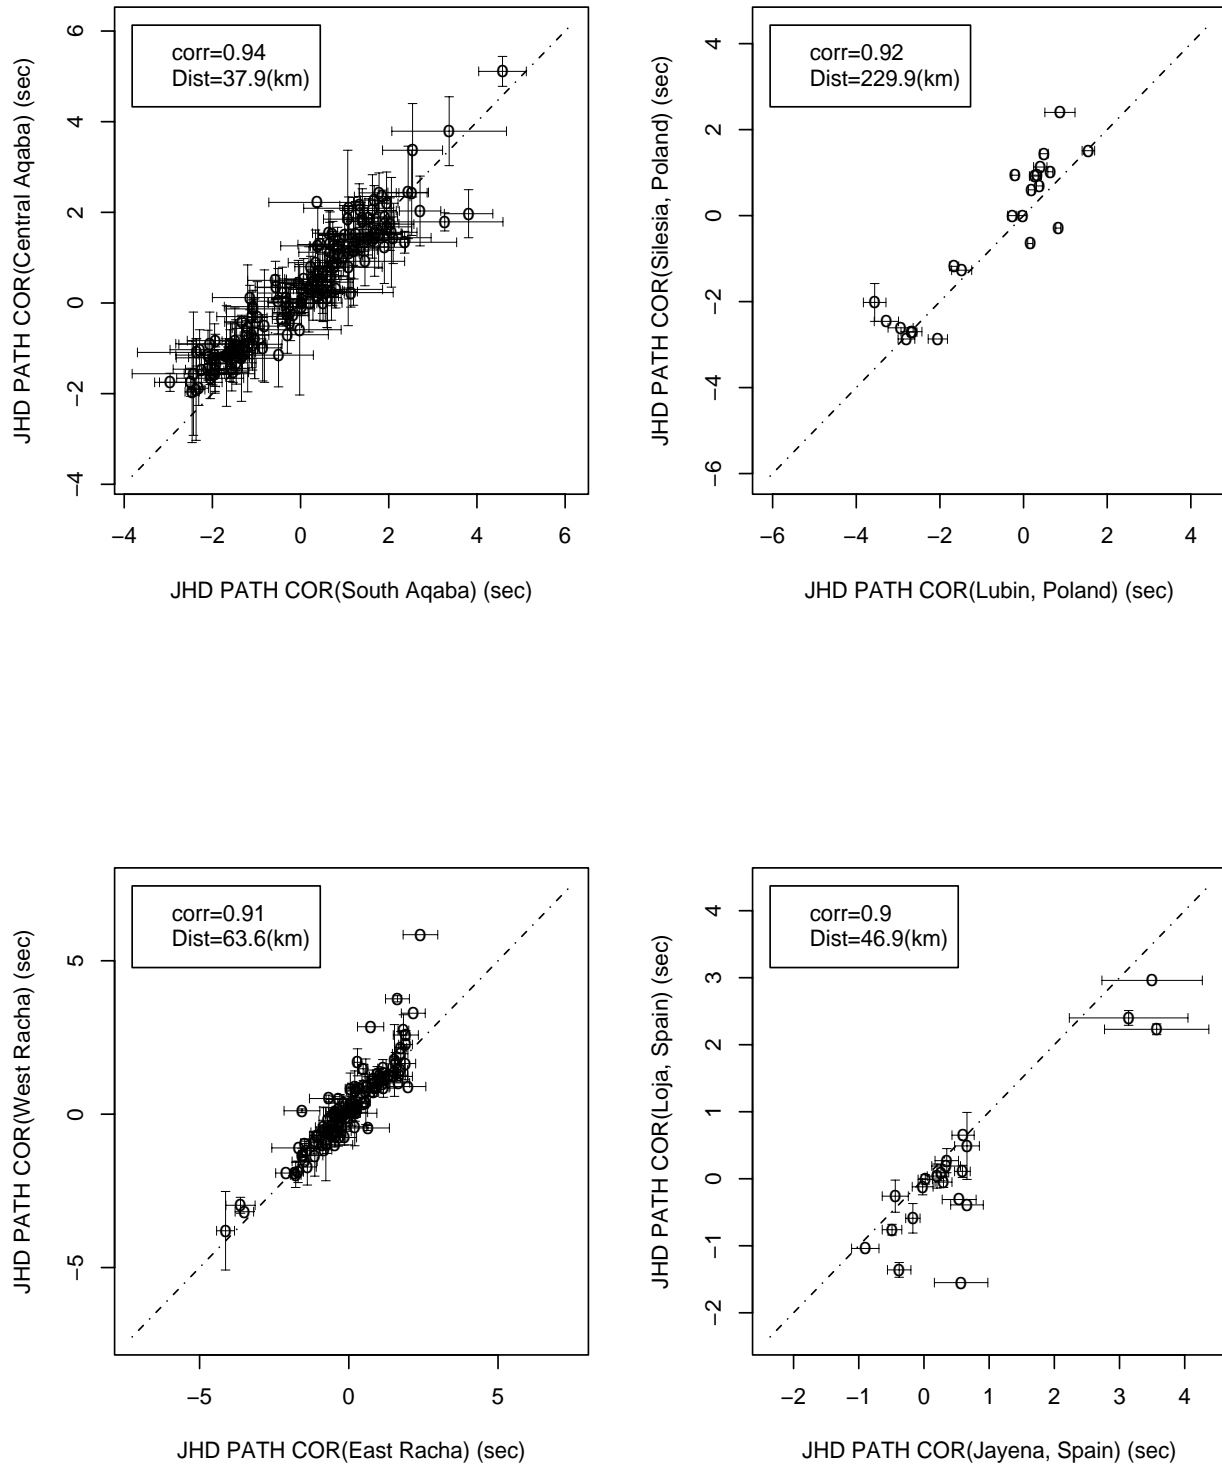 corr=0.94
Dist=37.9(km)
JHD PATH COR(Central Aqaba) (sec)
6
4
2
0
−2
−4
−4 −2 0 2 4 6
JHD PATH COR(South Aqaba) (sec)
corr=0.92
Dist=229.9(km)
JHD PATH COR(Silesia, Poland) (sec)
4
2
0
−2
−4
−6
−6 −4 −2 0 2 4
JHD PATH COR(Lubin, Poland) (sec)
corr=0.91
Dist=63.6(km)
JHD PATH COR(West Racha) (sec)
5
0
−5
−5 0 5
JHD PATH COR(East Racha) (sec)
corr=0.9
Dist=46.9(km)
JHD PATH COR(Loja, Spain) (sec)
4
3
2
1
0
−1
−2
−2 −1 0 1 2 3 4
JHD PATH COR(Jayena, Spain) (sec)